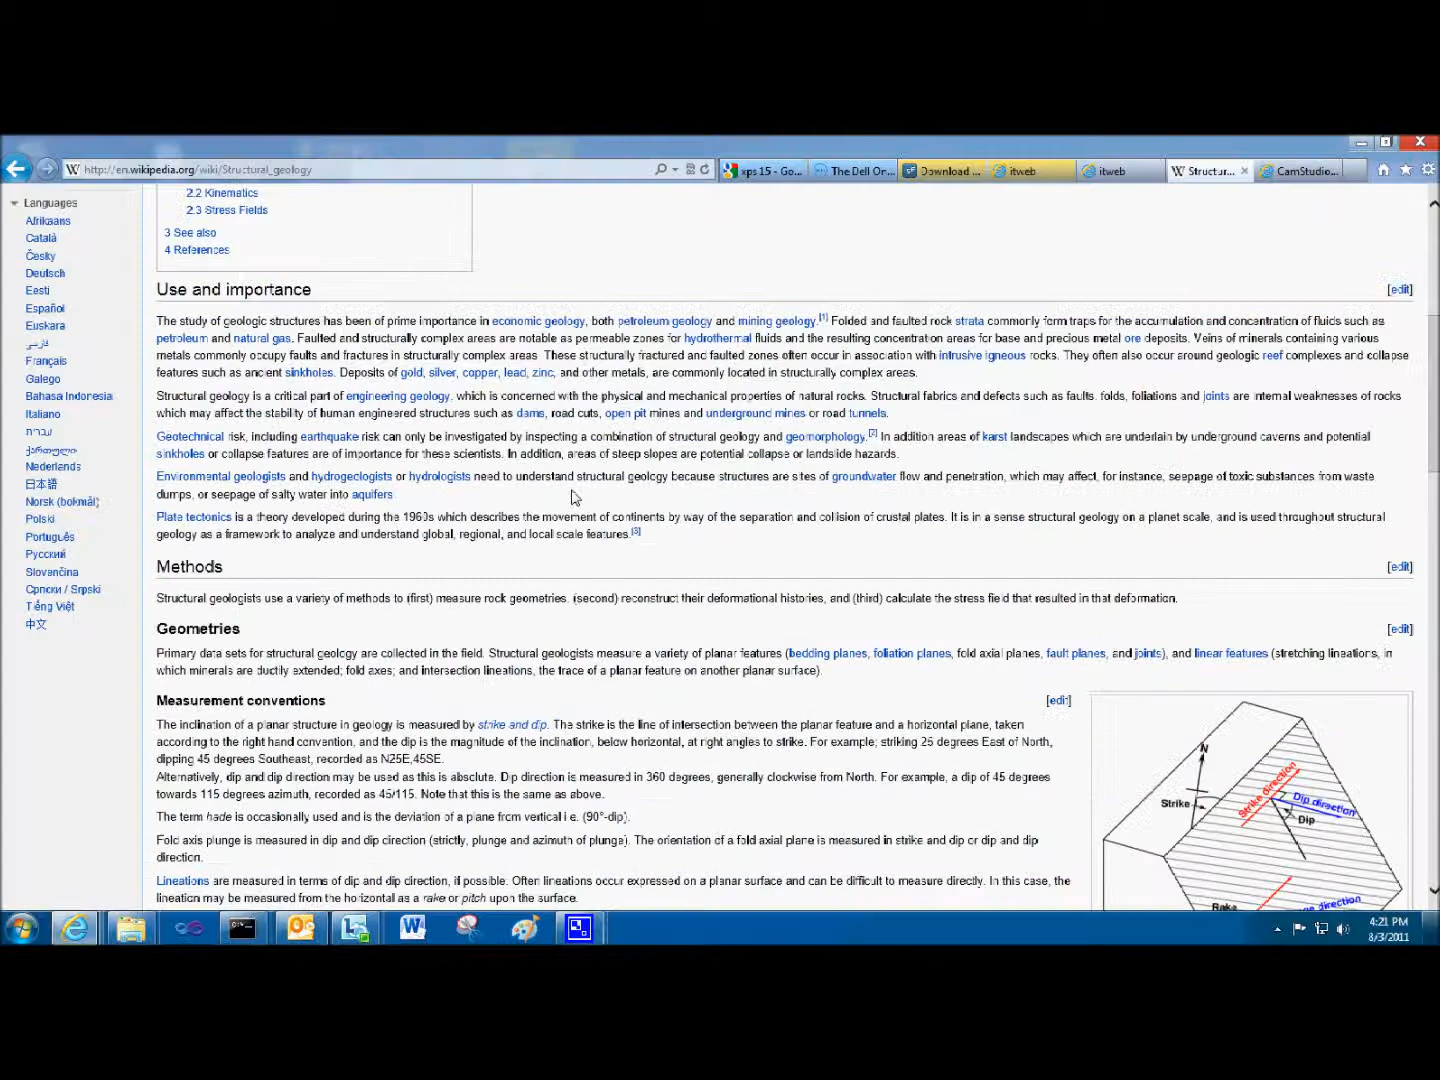 http://en.wikipedia.org/wiki/Structural_geology
xps 15 - Go...
The Dell On...
Download ...
itweb
itweb
Structur...
CamStudio...
Languages
Afrikaans
Català
Česky
Deutsch
Eesti
Español
Euskara
فارسی
Français
Galego
Bahasa Indonesia
Italiano
עברית
ქართული
Nederlands
日本語
Norsk (bokmål)
Polski
Português
Русский
Slovenčina
Српски / Srpski
Tiếng Việt
中文
2.2 Kinematics
2.3 Stress Fields
3 See also
4 References
Use and importance [edit]
The study of geologic structures has been of prime importance in economic geology, both petroleum geology and mining geology.[1] Folded and faulted rock strata commonly form traps for the accumulation and concentration of fluids such as
petroleum and natural gas. Faulted and structurally complex areas are notable as permeable zones for hydrothermal fluids and the resulting concentration areas for base and precious metal ore deposits. Veins of minerals containing various
metals commonly occupy faults and fractures in structurally complex areas. These structurally fractured and faulted zones often occur in association with intrusive igneous rocks. They often also occur around geologic reef complexes and collapse
features such as ancient sinkholes. Deposits of gold, silver, copper, lead, zinc, and other metals, are commonly located in structurally complex areas.
Structural geology is a critical part of engineering geology, which is concerned with the physical and mechanical properties of natural rocks. Structural fabrics and defects such as faults, folds, foliations and joints are internal weaknesses of rocks
which may affect the stability of human engineered structures such as dams, road cuts, open pit mines and underground mines or road tunnels.
Geotechnical risk, including earthquake risk can only be investigated by inspecting a combination of structural geology and geomorphology.[2] In addition areas of karst landscapes which are underlain by underground caverns and potential
sinkholes or collapse features are of importance for these scientists. In addition, areas of steep slopes are potential collapse or landslide hazards.
Environmental geologists and hydrogeologists or hydrologists need to understand structural geology because structures are sites of groundwater flow and penetration, which may affect, for instance, seepage of toxic substances from waste
dumps, or seepage of salty water into aquifers
Plate tectonics is a theory developed during the 1960s which describes the movement of continents by way of the separation and collision of crustal plates. It is in a sense structural geology on a planet scale, and is used throughout structural
geology as a framework to analyze and understand global, regional, and local scale features.[3]
Methods [edit]
Structural geologists use a variety of methods to (first) measure rock geometries, (second) reconstruct their deformational histories, and (third) calculate the stress field that resulted in that deformation.
Geometries [edit]
Primary data sets for structural geology are collected in the field. Structural geologists measure a variety of planar features (bedding planes, foliation planes, fold axial planes, fault planes, and joints), and linear features (stretching lineations, in
which minerals are ductily extended; fold axes; and intersection lineations, the trace of a planar feature on another planar surface).
Measurement conventions [edit]
The inclination of a planar structure in geology is measured by strike and dip. The strike is the line of intersection between the planar feature and a horizontal plane, taken
according to the right hand convention, and the dip is the magnitude of the inclination, below horizontal, at right angles to strike. For example; striking 25 degrees East of North,
dipping 45 degrees Southeast, recorded as N25E,45SE.
Alternatively, dip and dip direction may be used as this is absolute. Dip direction is measured in 360 degrees, generally clockwise from North. For example, a dip of 45 degrees
towards 115 degrees azimuth, recorded as 45/115. Note that this is the same as above.
The term hade is occasionally used and is the deviation of a plane from vertical i.e. (90°-dip).
Fold axis plunge is measured in dip and dip direction (strictly, plunge and azimuth of plunge). The orientation of a fold axial plane is measured in strike and dip or dip and dip
direction.
Lineations are measured in terms of dip and dip direction, if possible. Often lineations occur expressed on a planar surface and can be difficult to measure directly. In this case, the
lineation may be measured from the horizontal as a rake or pitch upon the surface.
N
Strike
Strike direction
Dip direction
Dip
Rake
direction
4:21 PM
8/3/2011